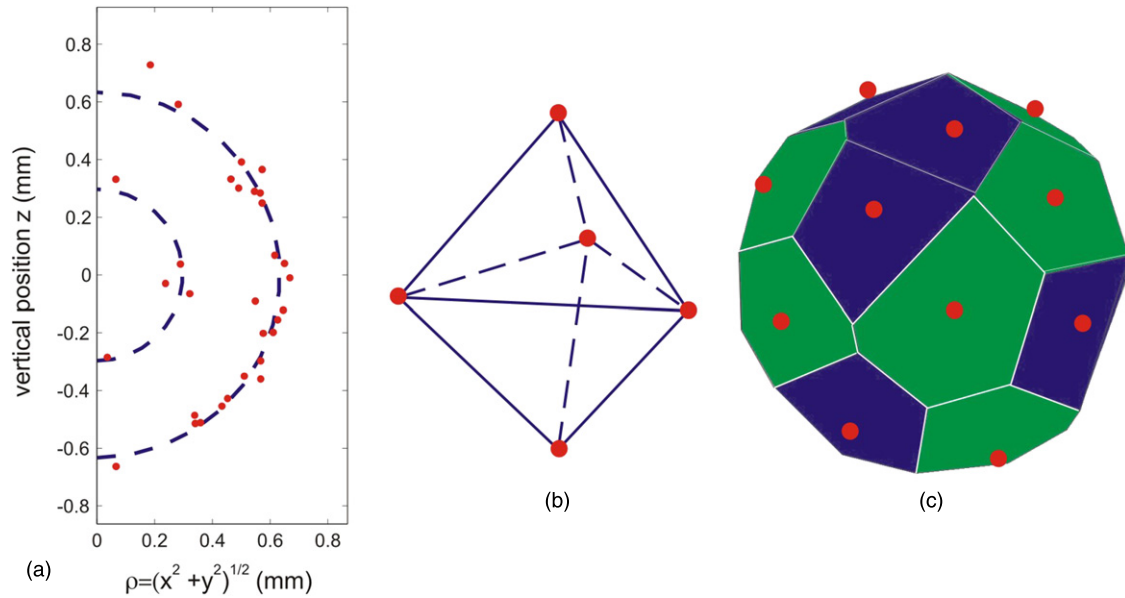 0.8
0.6
0.4
0.2
0
-0.2
-0.4
-0.6
-0.8
vertical position z (mm)
0 0.2 0.4 0.6 0.8
ρ=(x² +y²)^1/2 (mm)
(a)
(b)
(c)